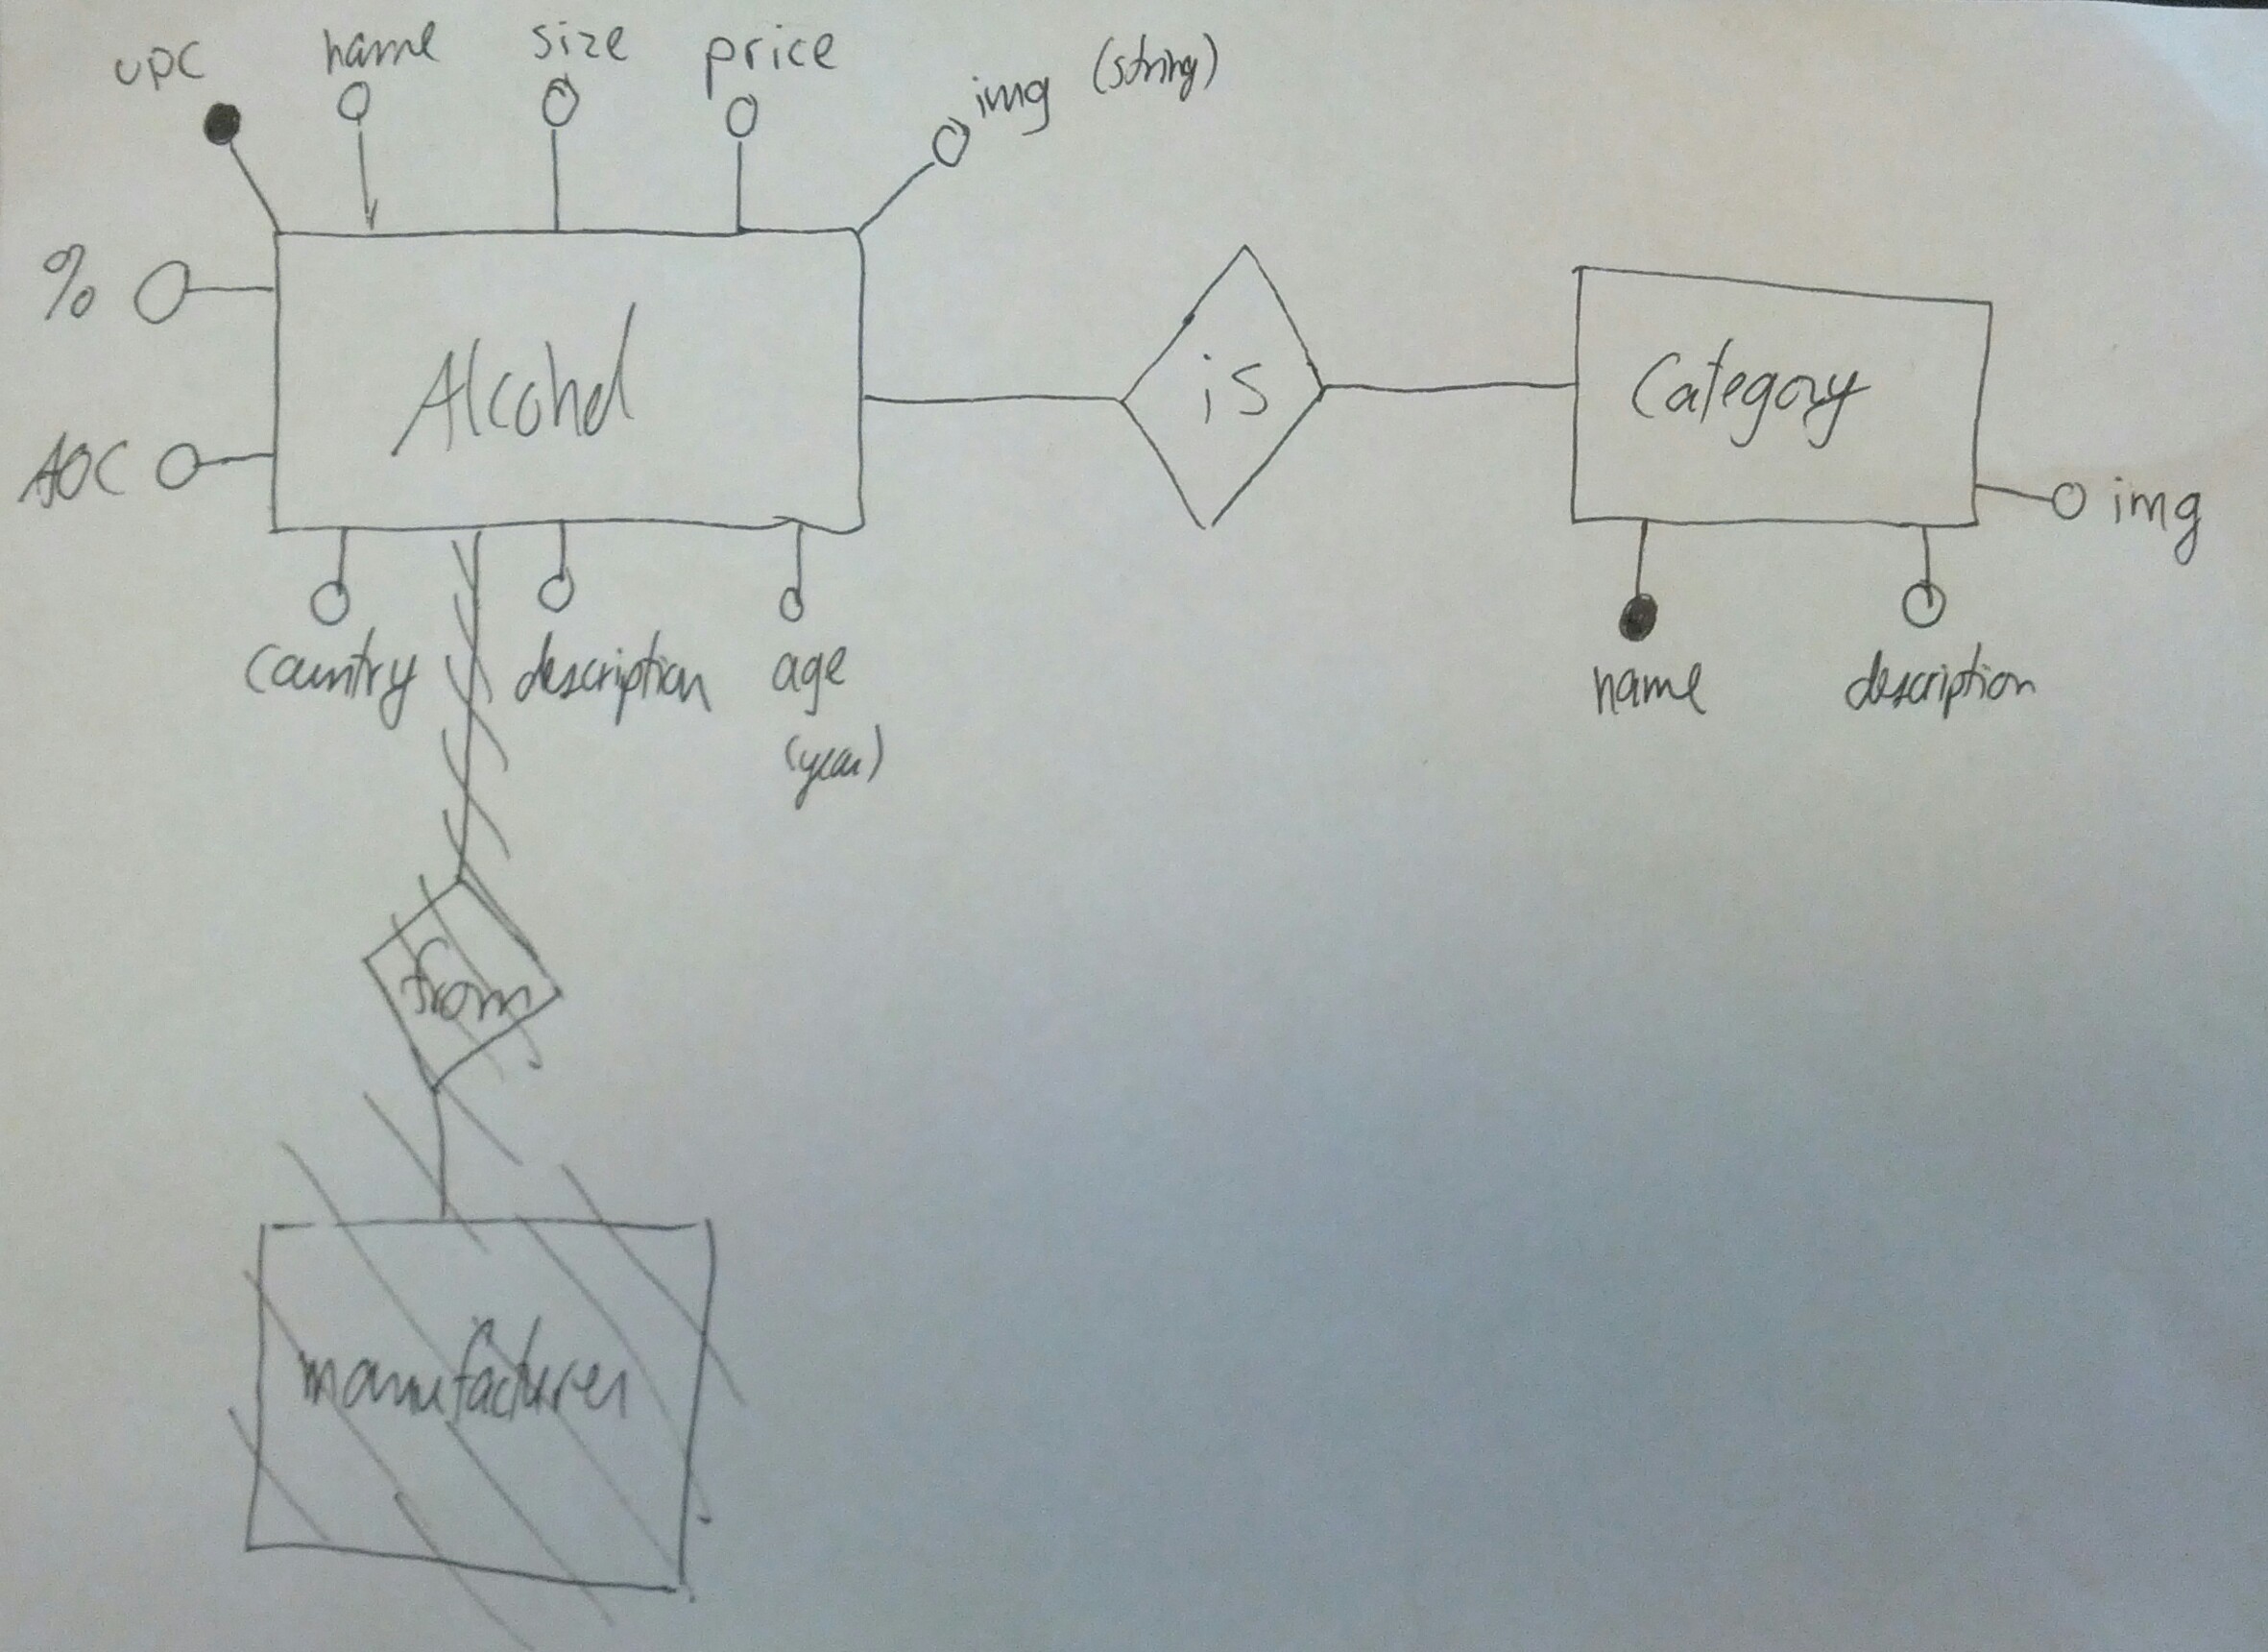 upc
name
size
price
img (string)
%
Alcohol
is
Category
AOC
img
country
description
age
(year)
name
description
from
manufacturer